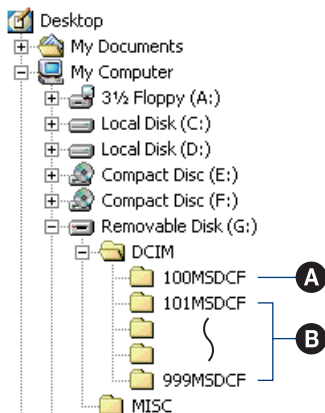 Desktop
My Documents
My Computer
3½ Floppy (A:)
Local Disk (C:)
Local Disk (D:)
Compact Disc (E:)
Compact Disc (F:)
Removable Disk (G:)
DCIM
100MSDCF
A
101MSDCF
B
999MSDCF
MISC